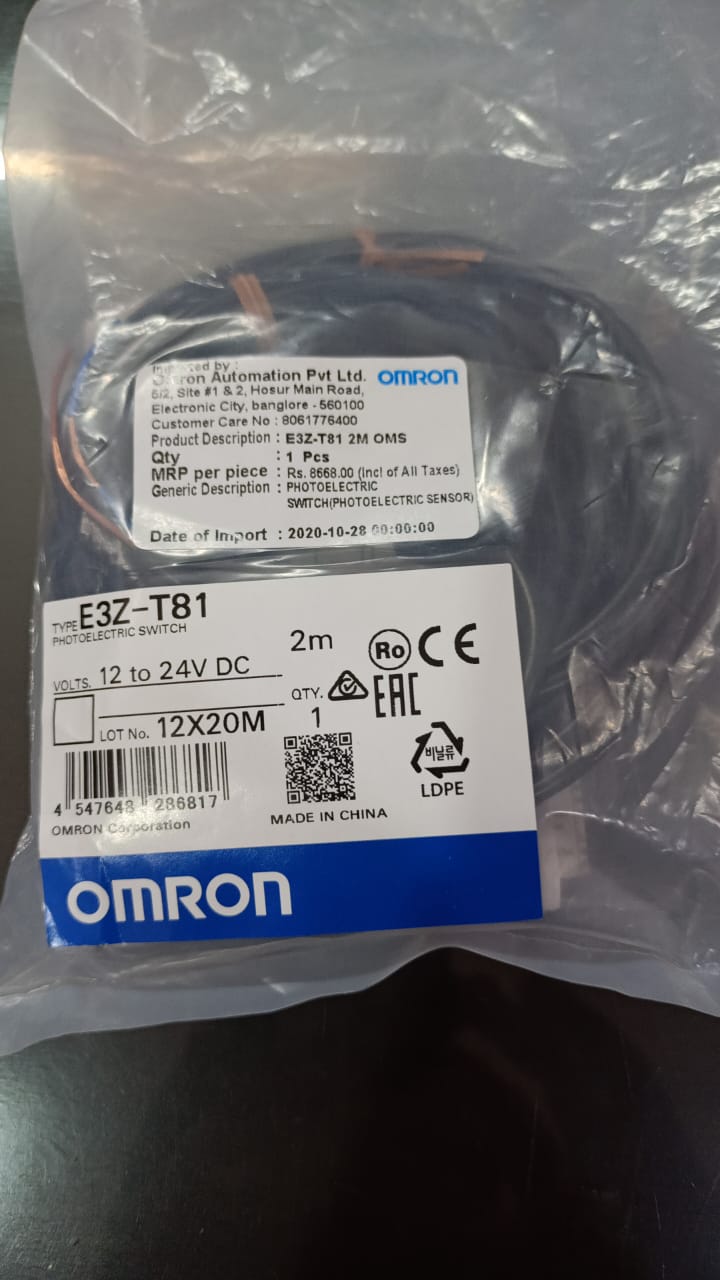 Imported by :
Omron Automation Pvt Ltd. OMRON
5/2, Site #1 & 2, Hosur Main Road,
Electronic City, banglore - 560100
Customer Care No : 8061776400
Product Description : E3Z-T81 2M OMS
Qty : 1 Pcs
MRP per piece : Rs. 8668.00 (Incl of All Taxes)
Generic Description : PHOTOELECTRIC
SWITCH(PHOTOELECTRIC SENSOR)
Date of Import : 2020-10-28 00:00:00
TYPE E3Z-T81
PHOTOELECTRIC SWITCH
2m
Ro CE
VOLTS. 12 to 24V DC
QTY. 1
EAC
LOT No. 12X20M
비닐류
LDPE
4 547648 286817
OMRON Corporation
MADE IN CHINA
OMRON